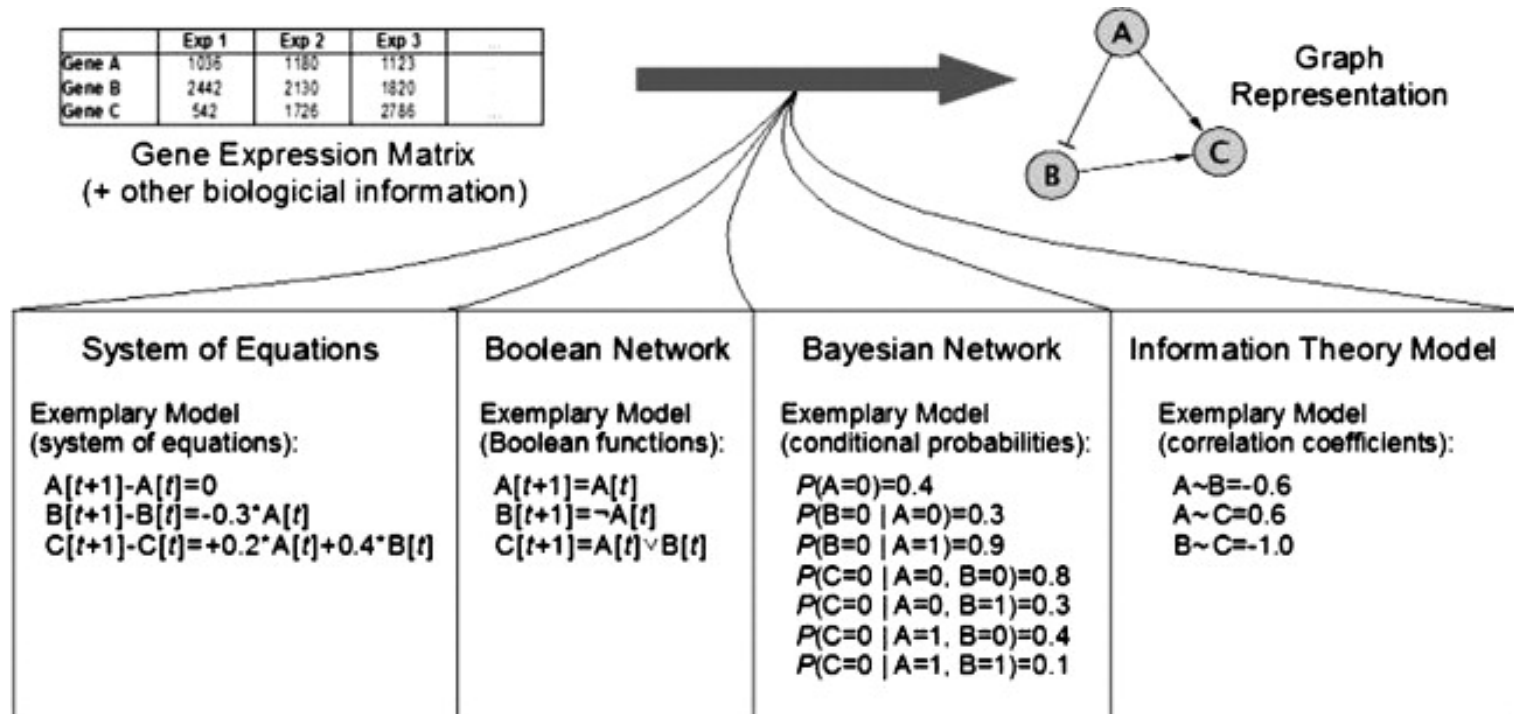 Exp 1 Exp 2 Exp 3 ...
Gene A 1036 1180 1123
Gene B 2442 2130 1820
Gene C 542 1726 2786 ...
Gene Expression Matrix
(+ other biologicial information)
A
B
C
Graph
Representation
System of Equations
Exemplary Model
(system of equations):
A[t+1]-A[t]=0
B[t+1]-B[t]=-0.3*A[t]
C[t+1]-C[t]=+0.2*A[t]+0.4*B[t]
Boolean Network
Exemplary Model
(Boolean functions):
A[t+1]=A[t]
B[t+1]=¬A[t]
C[t+1]=A[t]∨B[t]
Bayesian Network
Exemplary Model
(conditional probabilities):
P(A=0)=0.4
P(B=0 | A=0)=0.3
P(B=0 | A=1)=0.9
P(C=0 | A=0, B=0)=0.8
P(C=0 | A=0, B=1)=0.3
P(C=0 | A=1, B=0)=0.4
P(C=0 | A=1, B=1)=0.1
Information Theory Model
Exemplary Model
(correlation coefficients):
A~B=-0.6
A~C=0.6
B~C=-1.0